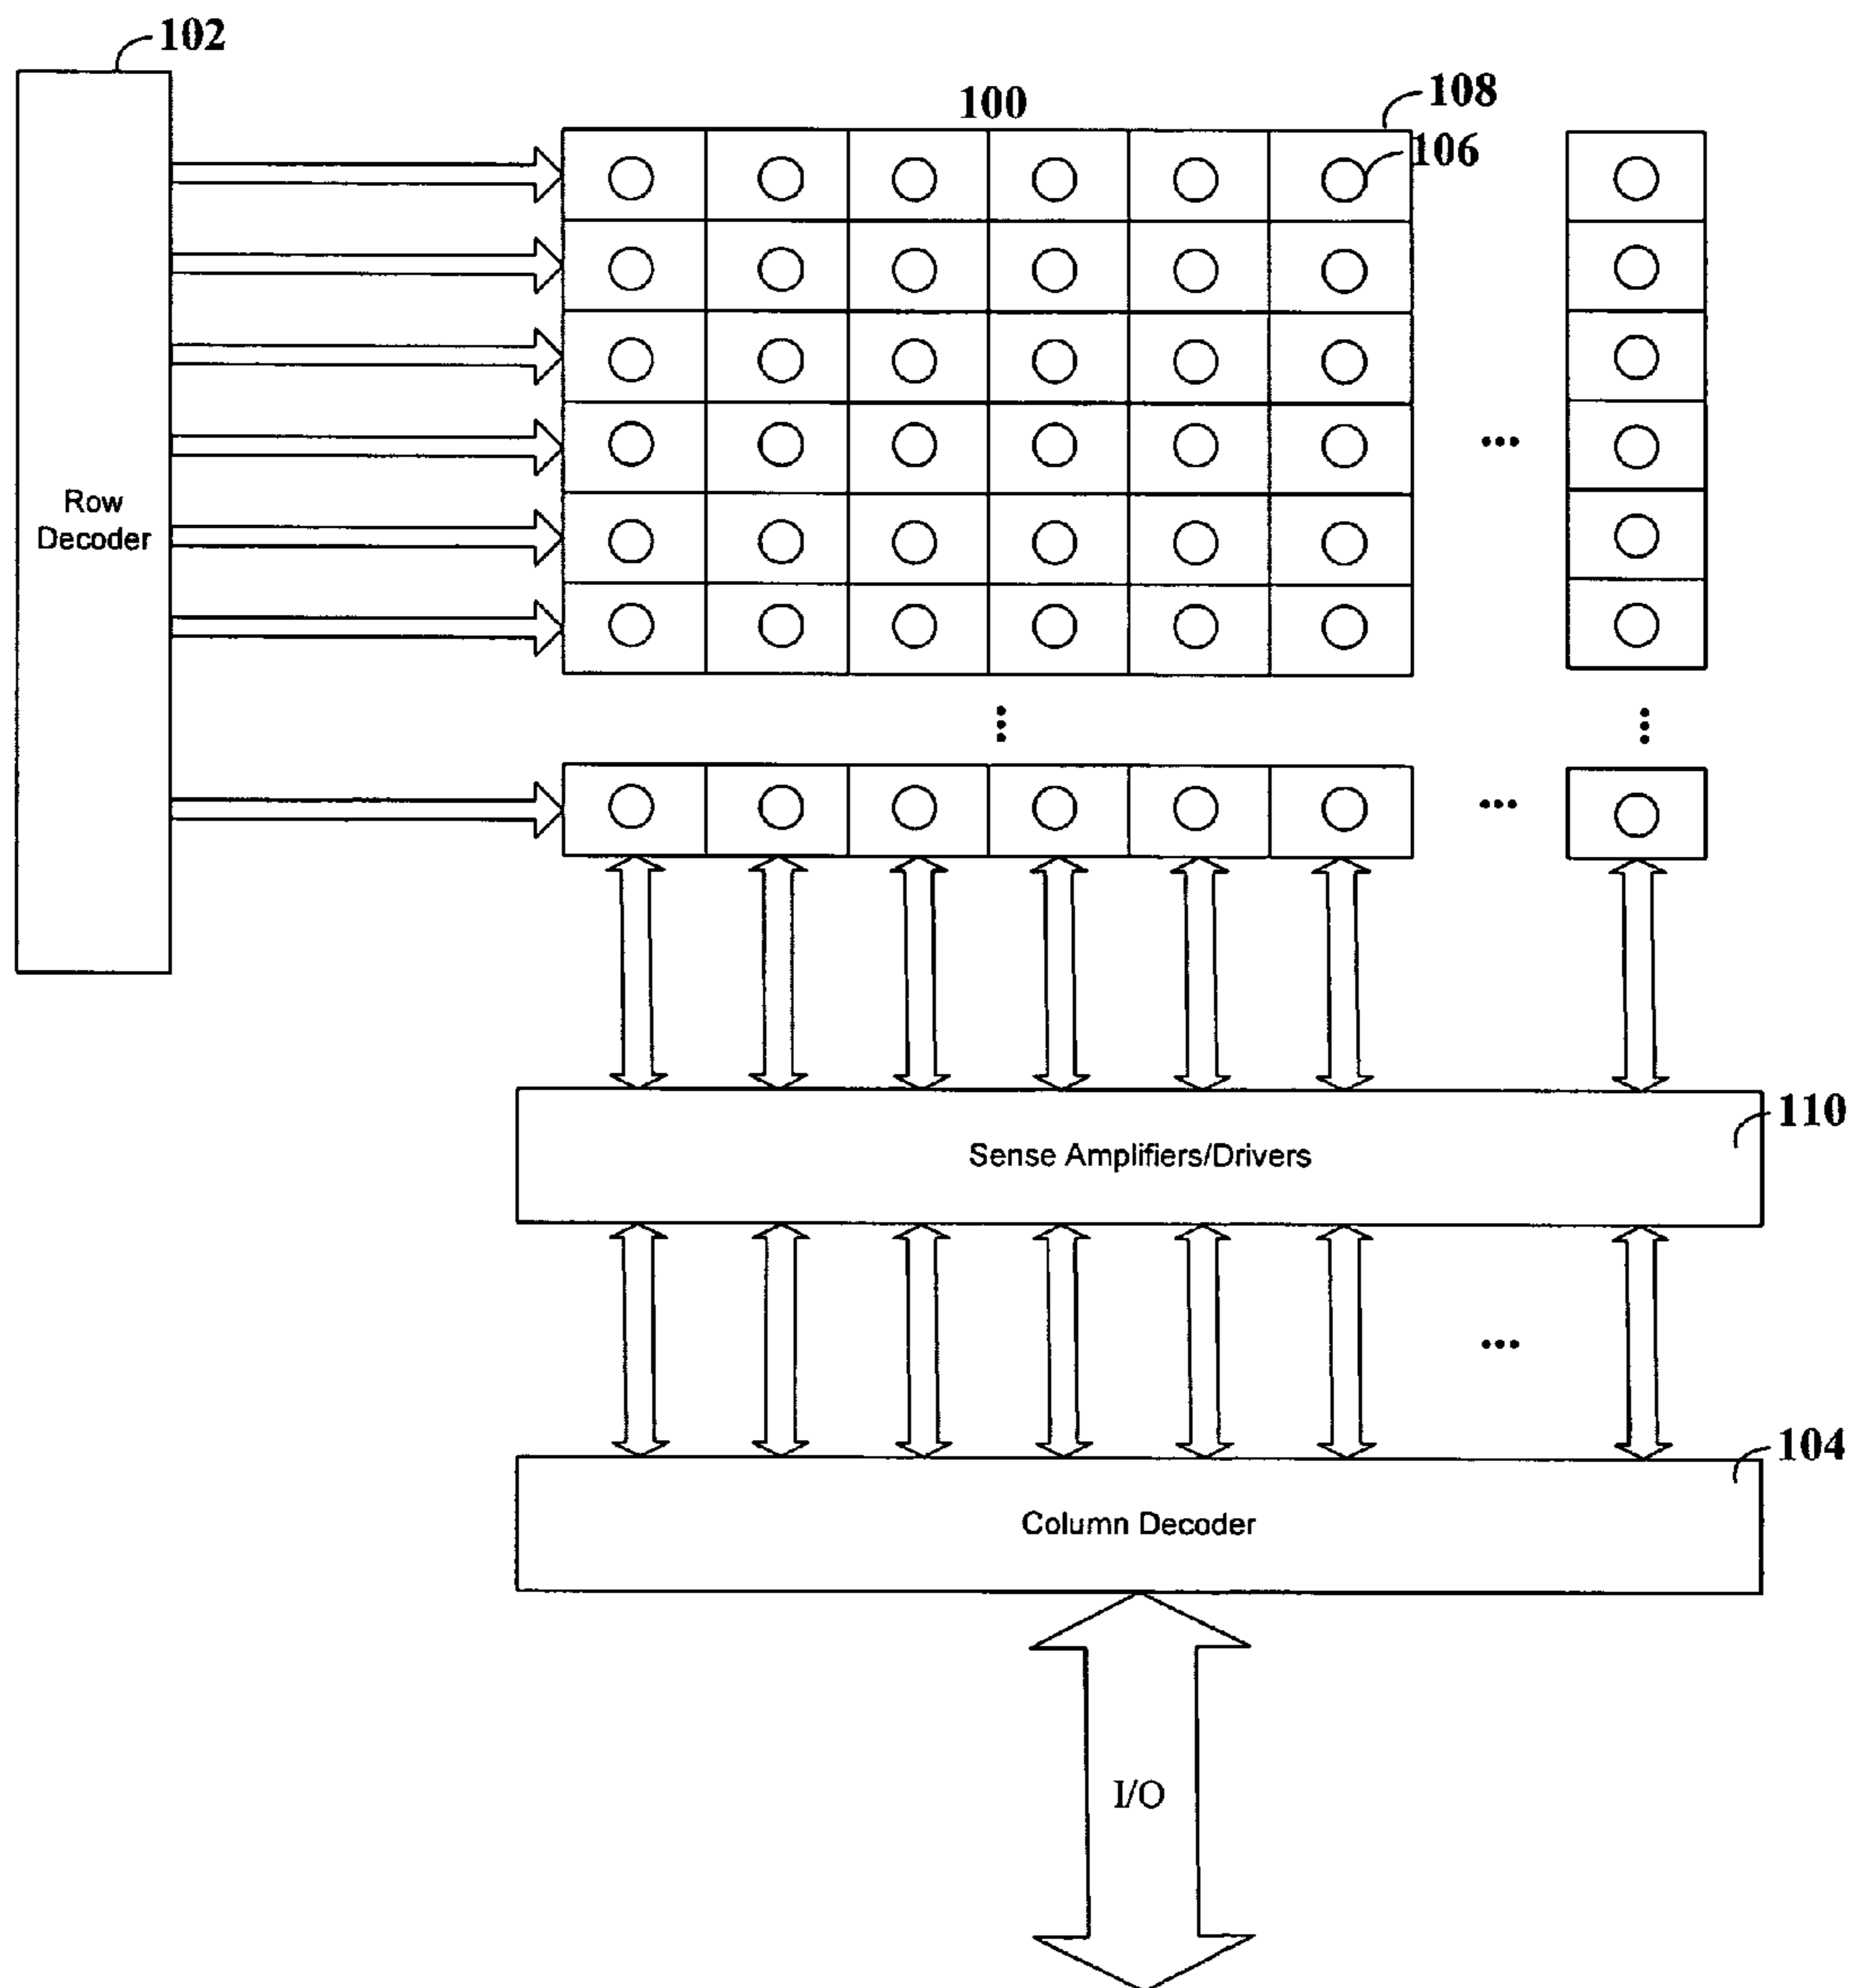 102
100
108
106
Row
Decoder
110
Sense Amplifiers/Drivers
104
Column Decoder
I/O